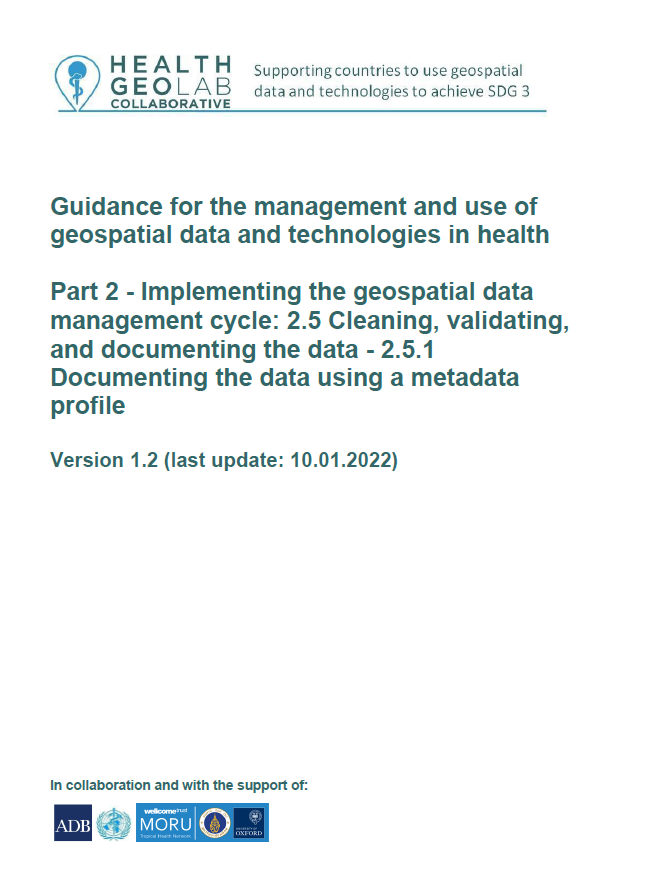 HEALTH
GEOLAB
COLLABORATIVE
Supporting countries to use geospatial
data and technologies to achieve SDG 3
Guidance for the management and use of
geospatial data and technologies in health
Part 2 - Implementing the geospatial data
management cycle: 2.5 Cleaning, validating,
and documenting the data - 2.5.1
Documenting the data using a metadata
profile
Version 1.2 (last update: 10.01.2022)
In collaboration and with the support of:
ADB
wellcometrust
MORU
Tropical Health Network
UNIVERSITY OF
OXFORD